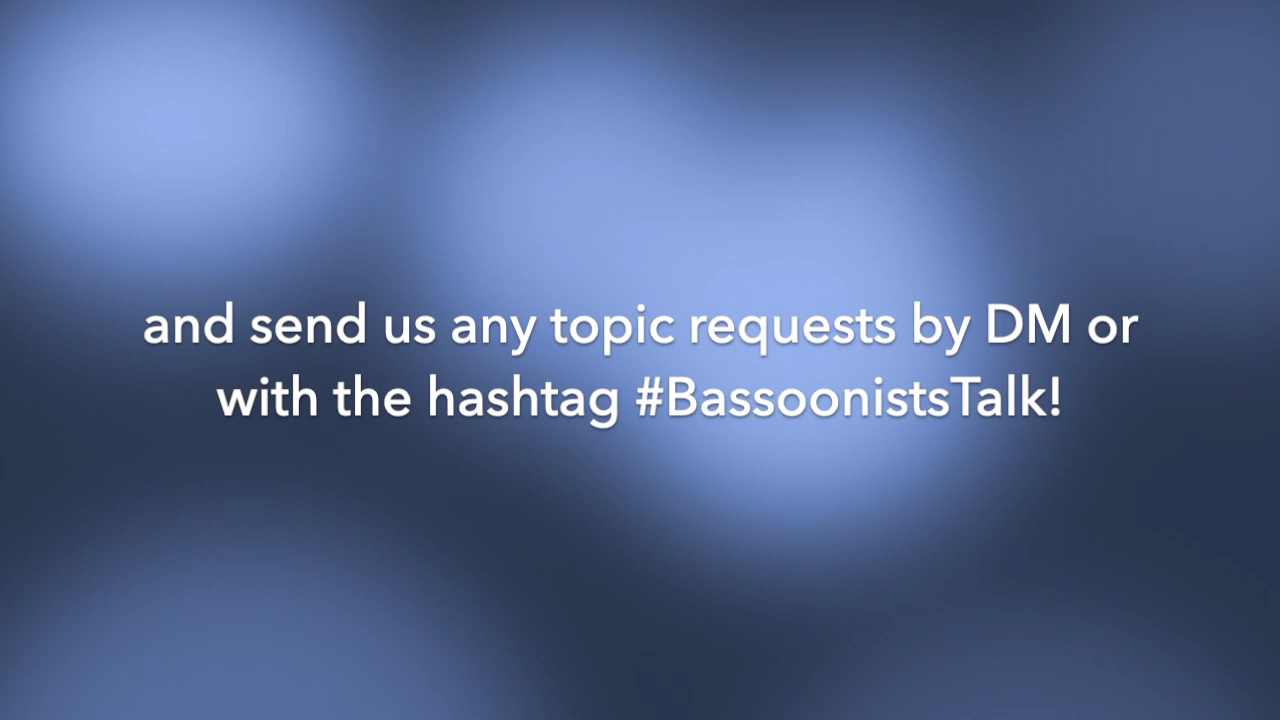 and send us any topic requests by DM or
with the hashtag #BassoonistsTalk!